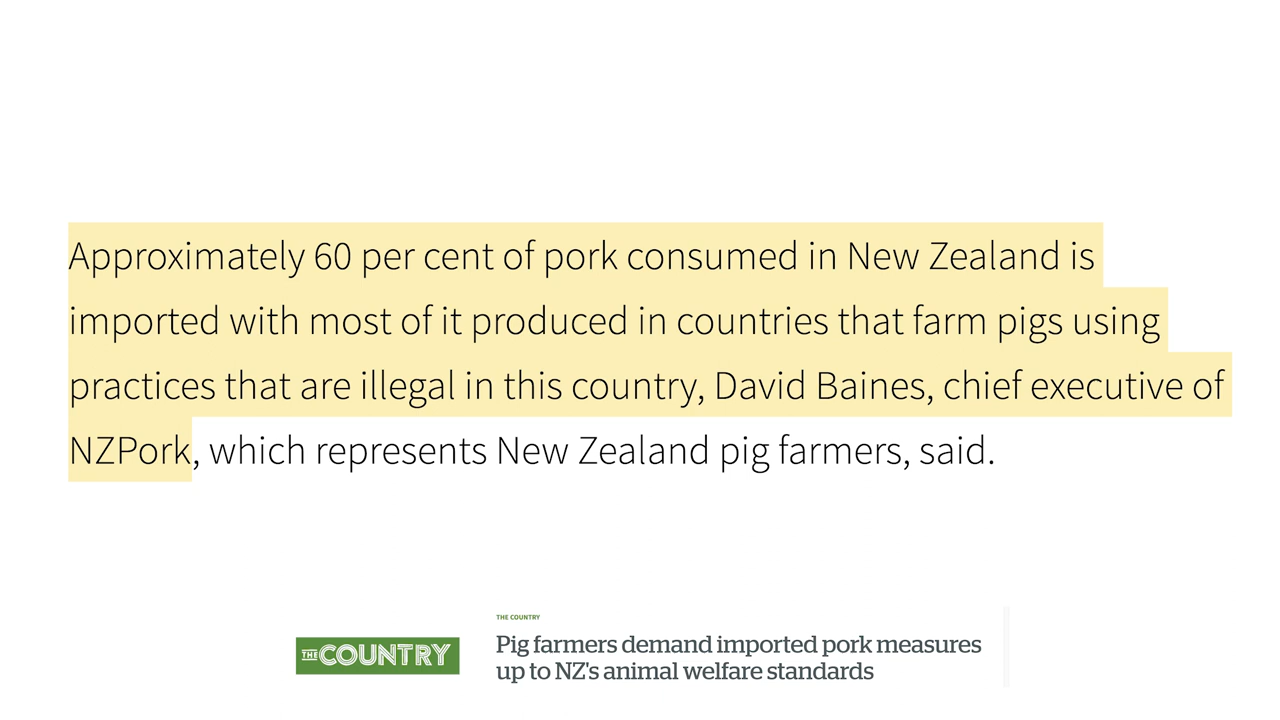 Approximately 60 per cent of pork consumed in New Zealand is
imported with most of it produced in countries that farm pigs using
practices that are illegal in this country, David Baines, chief executive of
NZPork, which represents New Zealand pig farmers, said.
THE COUNTRY
THE COUNTRY
Pig farmers demand imported pork measures
up to NZ's animal welfare standards